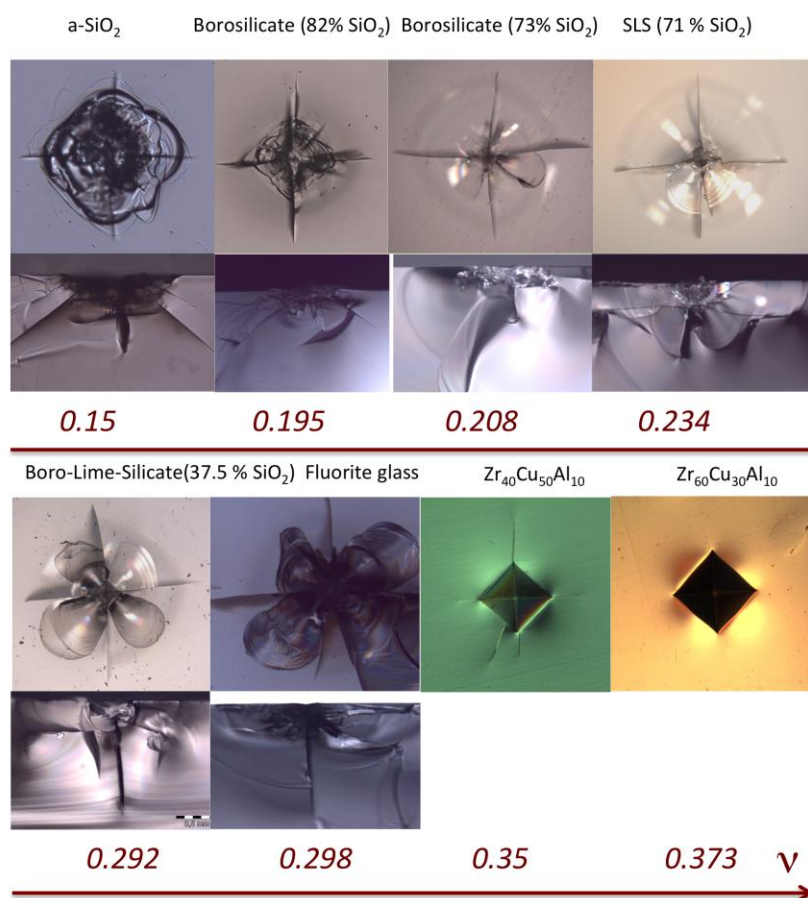 a-SiO₂ Borosilicate (82% SiO₂) Borosilicate (73% SiO₂) SLS (71 % SiO₂)
0.15 0.195 0.208 0.234
Boro-Lime-Silicate(37.5 % SiO₂) Fluorite glass Zr₄₀Cu₅₀Al₁₀ Zr₆₀Cu₃₀Al₁₀
0.292 0.298 0.35 0.373 ν